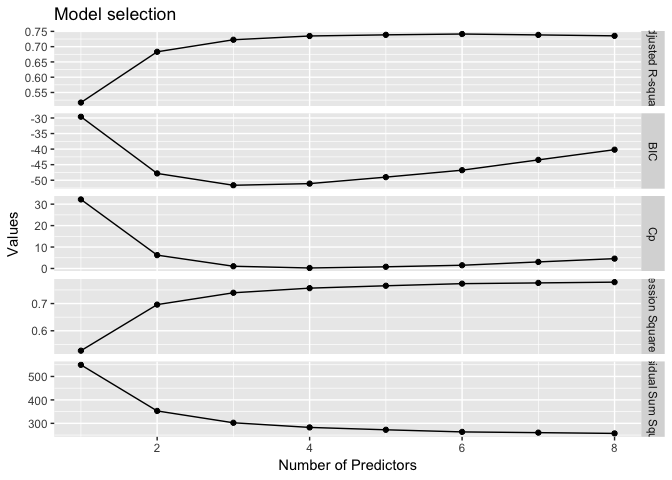 Model selection
Values
0.75
0.70
0.65
0.60
0.55
djusted R-squa
-30
-35
-40
-45
-50
BIC
30
20
10
0
Cp
0.7
0.6
ession Square
500
400
300
idual Sum Squ
2
4
6
8
Number of Predictors